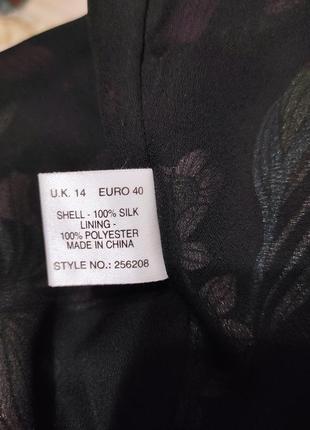 U.K. 14 EURO 40
SHELL - 100% SILK
LINING -
100% POLYESTER
MADE IN CHINA
STYLE NO.: 256208